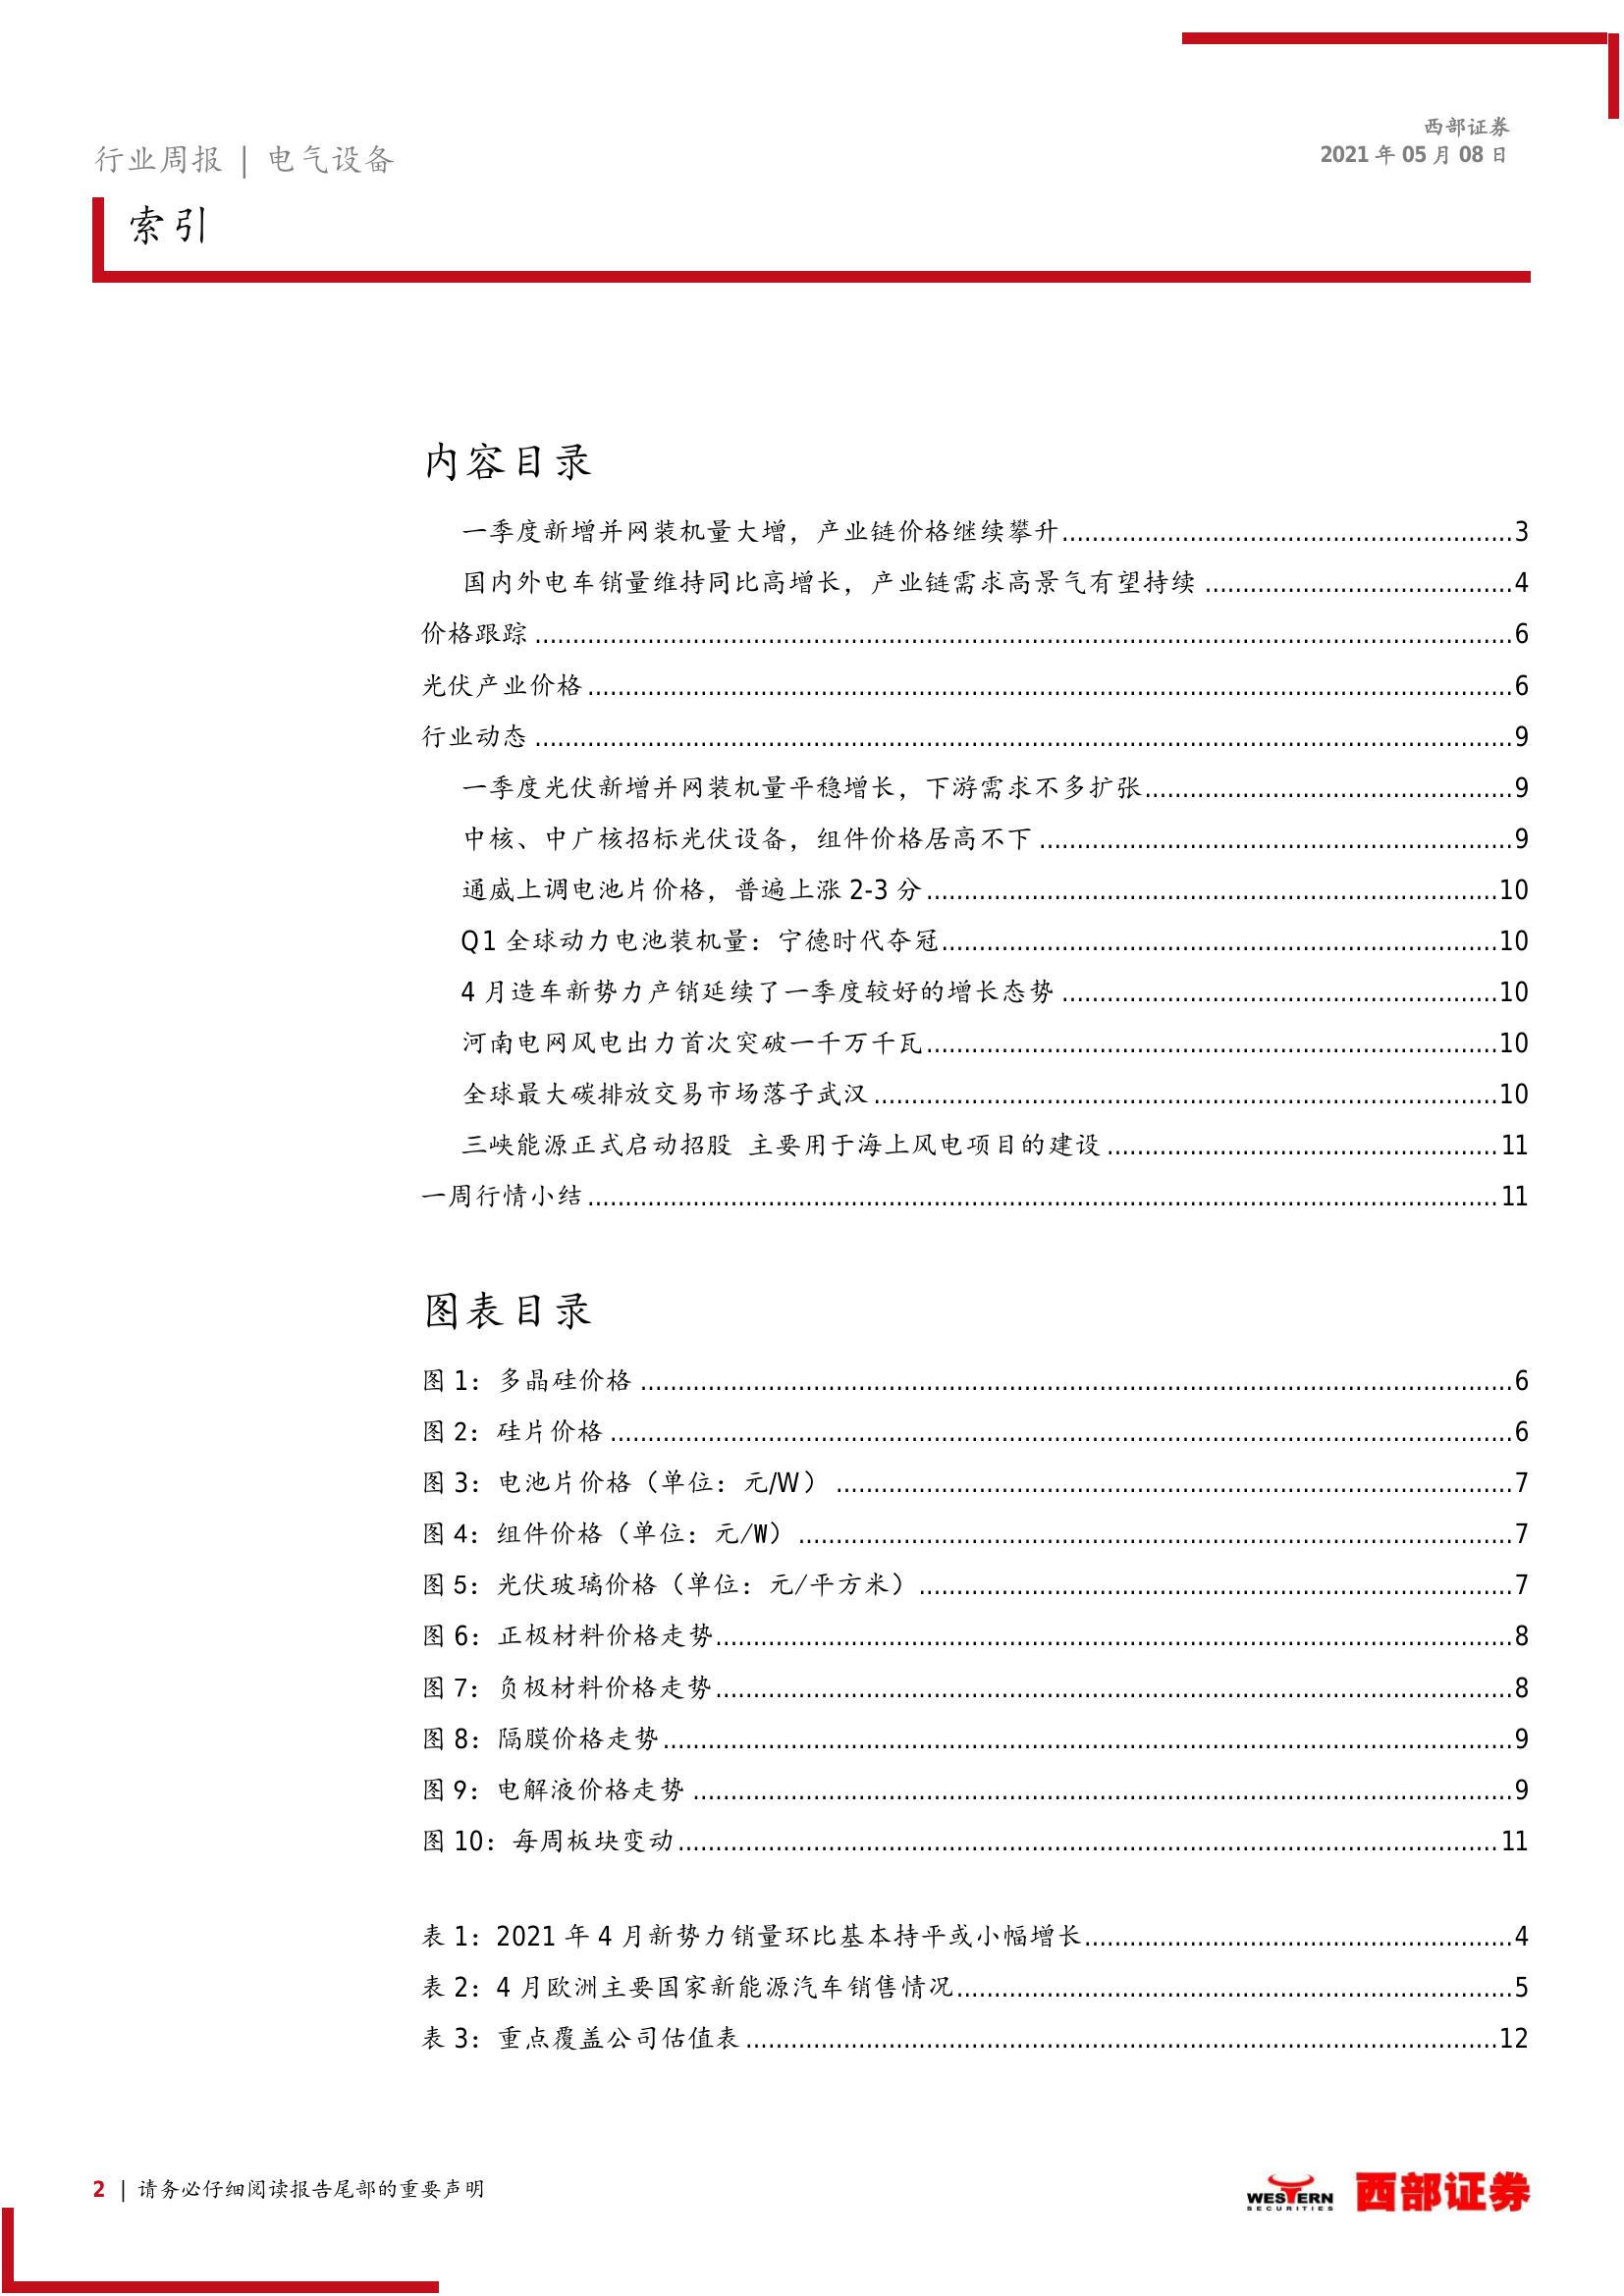 西部证券
2021 年 05 月 08 日
行业周报 | 电气设备
索引
内容目录
一季度新增并网装机量大增，产业链价格继续攀升................................................3
国内外电车销量维持同比高增长，产业链需求高景气有望持续 ................................4
价格跟踪 ................................................6
光伏产业价格 ................................................6
行业动态 ................................................9
一季度光伏新增并网装机量平稳增长，下游需求不多扩张................................9
中核、中广核招标光伏设备，组件价格居高不下 ................................9
通威上调电池片价格，普遍上涨 2-3 分................................10
Q1 全球动力电池装机量：宁德时代夺冠................................10
4 月造车新势力产销延续了一季度较好的增长态势 ................................10
河南电网风电出力首次突破一千万千瓦................................10
全球最大碳排放交易市场落子武汉 ................................10
三峡能源正式启动招股 主要用于海上风电项目的建设 ................................11
一周行情小结 ................................................11
图表目录
图 1：多晶硅价格 ................................................6
图 2：硅片价格 ................................................6
图 3：电池片价格（单位：元/W） ................................7
图 4：组件价格（单位：元/W） ................................7
图 5：光伏玻璃价格（单位：元/平方米） ................................7
图 6：正极材料价格走势................................8
图 7：负极材料价格走势................................8
图 8：隔膜价格走势................................9
图 9：电解液价格走势 ................................9
图 10：每周板块变动................................11
表 1：2021 年 4 月新势力销量环比基本持平或小幅增长................................4
表 2：4 月欧洲主要国家新能源汽车销售情况................................5
表 3：重点覆盖公司估值表 ................................12
2 | 请务必仔细阅读报告尾部的重要声明
WESTERN
SECURITIES
西部证券